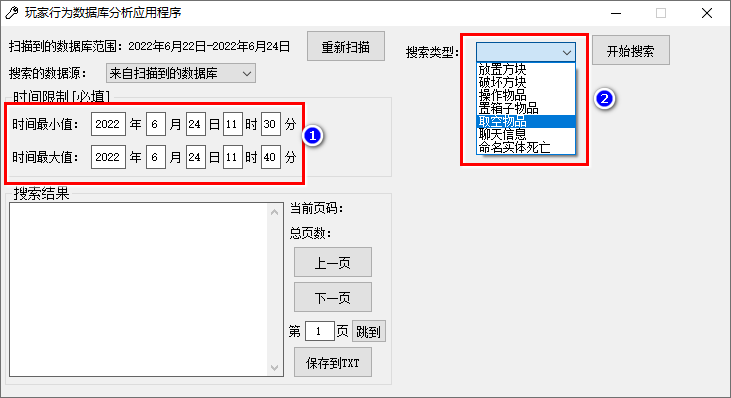 玩家行为数据库分析应用程序
扫描到的数据库范围：2022年6月22日-2022年6月24日
重新扫描
搜索的数据源：
来自扫描到的数据库
时间限制[必填]
时间最小值： 2022 年 6 月 24 日 11 时 30 分
时间最大值： 2022 年 6 月 24 日 11 时 40 分
1
搜索类型：
开始搜索
放置方块
破坏方块
操作物品
置箱子物品
取空物品
聊天信息
命名实体死亡
2
搜索结果
当前页码：
总页数：
上一页
下一页
第 1 页 跳到
保存到TXT